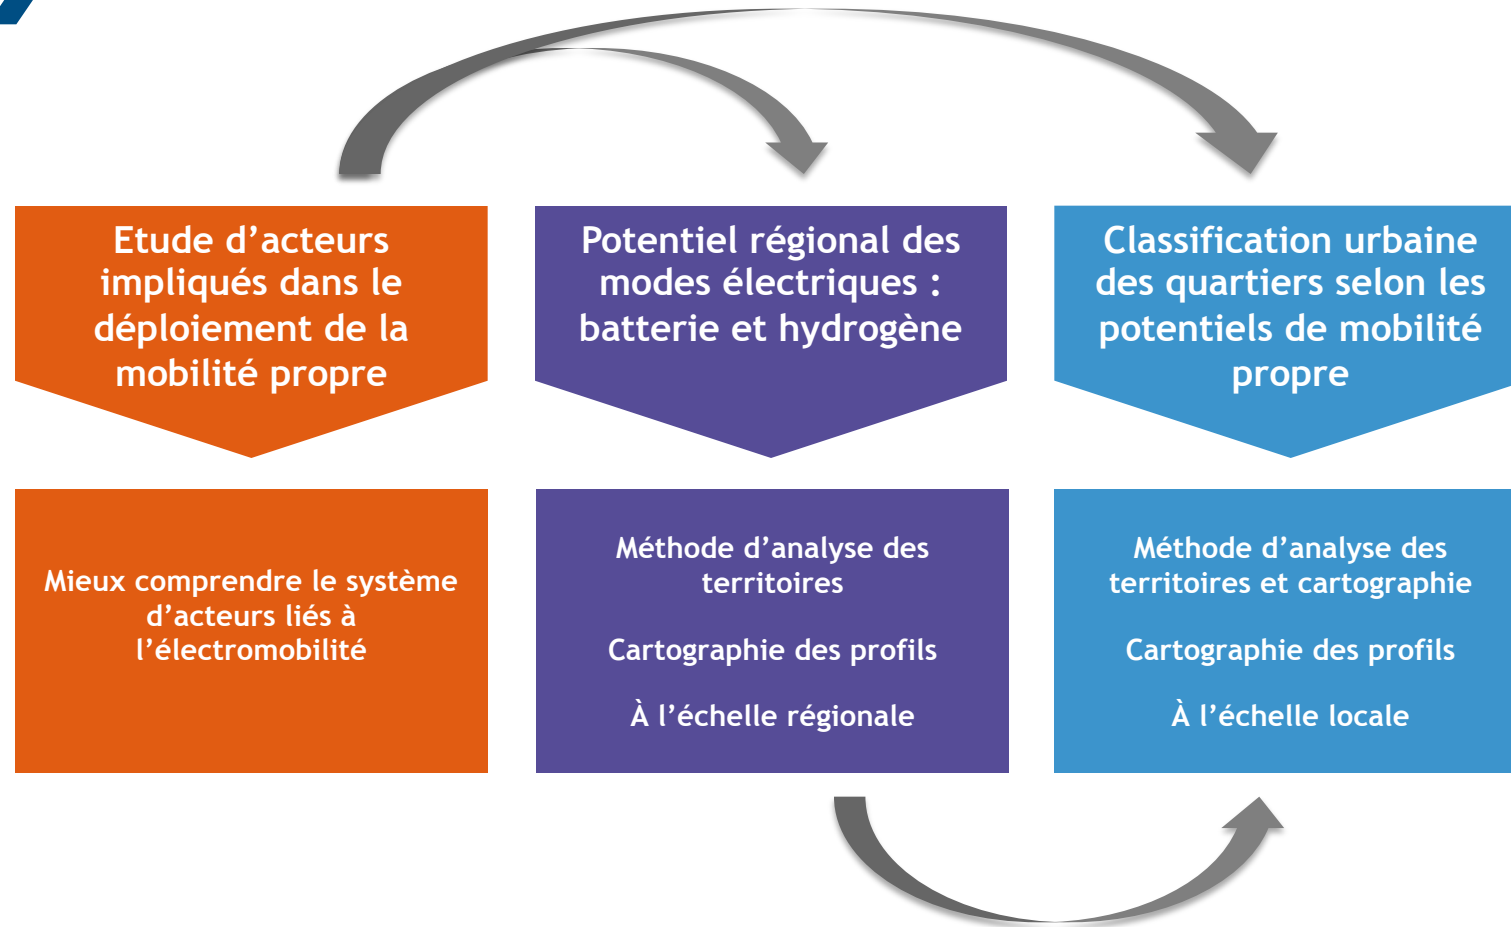 Etude d’acteurs
impliqués dans le
déploiement de la
mobilité propre
Potentiel régional des
modes électriques :
batterie et hydrogène
Classification urbaine
des quartiers selon les
potentiels de mobilité
propre
Mieux comprendre le système
d’acteurs liés à
l’électromobilité
Méthode d’analyse des
territoires
Cartographie des profils
À l’échelle régionale
Méthode d’analyse des
territoires et cartographie
Cartographie des profils
À l’échelle locale